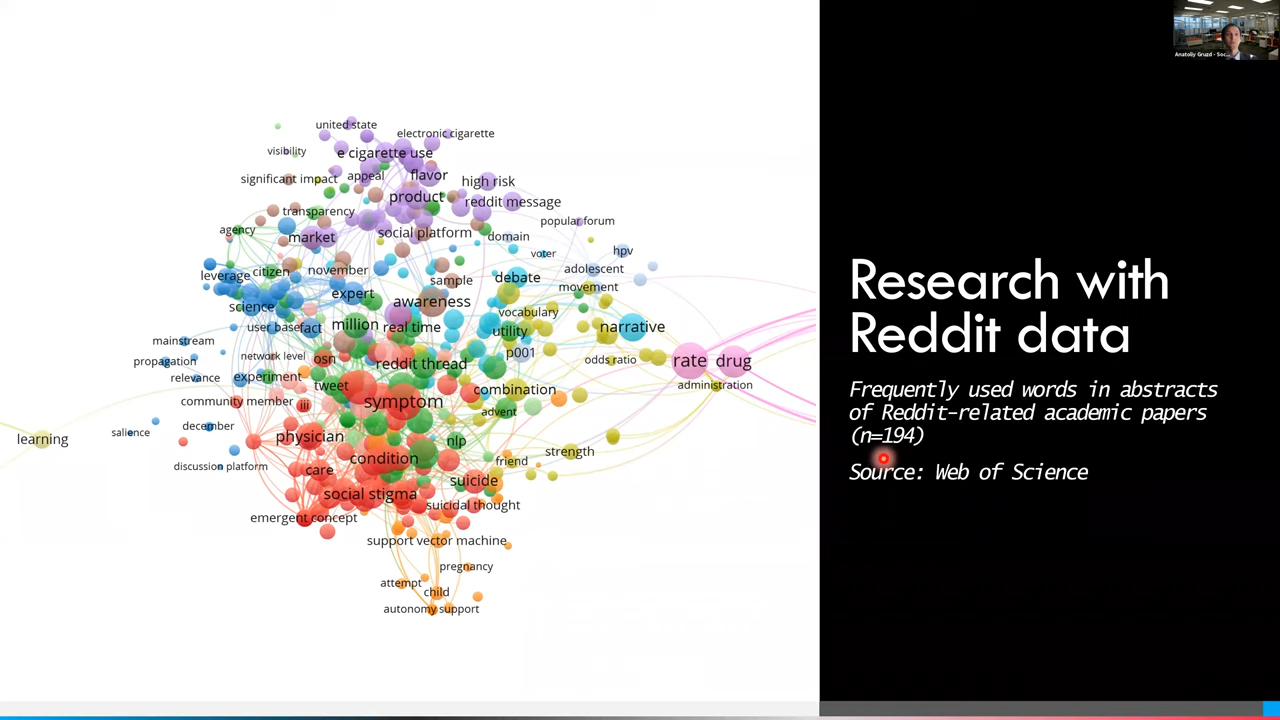 Anatoliy Gruzd - Soc...
united state
electronic cigarette
visibility
e cigarette use
significant impact
appeal
flavor
high risk
product
reddit message
transparency
popular forum
agency
market
social platform
domain
voter
hpv
leverage
citizen
november
sample
debate
adolescent
movement
science
expert
awareness
vocabulary
user base
fact
million
real time
utility
narrative
mainstream
propagation
network level
osn
reddit thread
p001
odds ratio
rate
drug
relevance
experiment
tweet
symptom
combination
administration
community member
iii
advent
salience
december
physician
nlp
learning
discussion platform
care
condition
friend
strength
social stigma
suicide
suicidal thought
emergent concept
support vector machine
pregnancy
attempt
child
autonomy support
Research with
Reddit data
Frequently used words in abstracts
of Reddit-related academic papers
(n=194)
Source: Web of Science